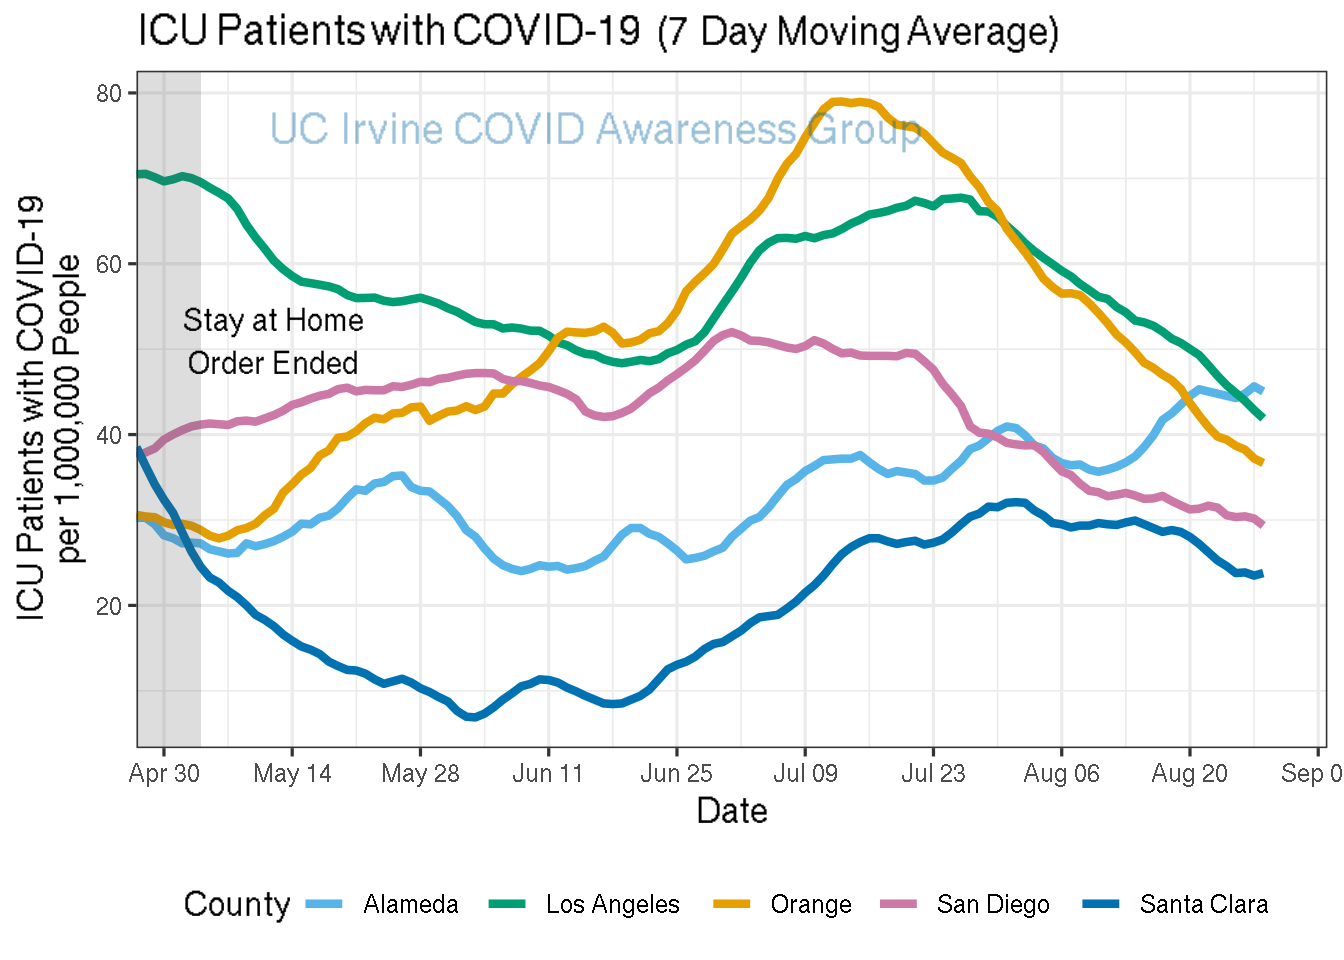 ICU Patients with COVID-19 (7 Day Moving Average)
UC Irvine COVID Awareness Group
Stay at Home
Order Ended
ICU Patients with COVID-19
per 1,000,000 People
80
60
40
20
Apr 30 May 14 May 28 Jun 11 Jun 25 Jul 09 Jul 23 Aug 06 Aug 20 Sep 0
Date
County Alameda Los Angeles Orange San Diego Santa Clara